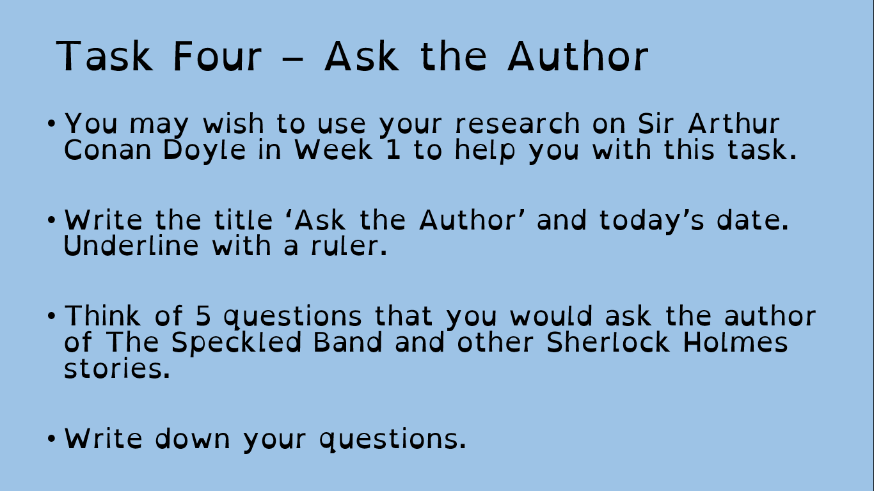 Task Four – Ask the Author
• You may wish to use your research on Sir Arthur
Conan Doyle in Week 1 to help you with this task.
• Write the title ‘Ask the Author’ and today’s date.
Underline with a ruler.
• Think of 5 questions that you would ask the author
of The Speckled Band and other Sherlock Holmes
stories.
• Write down your questions.